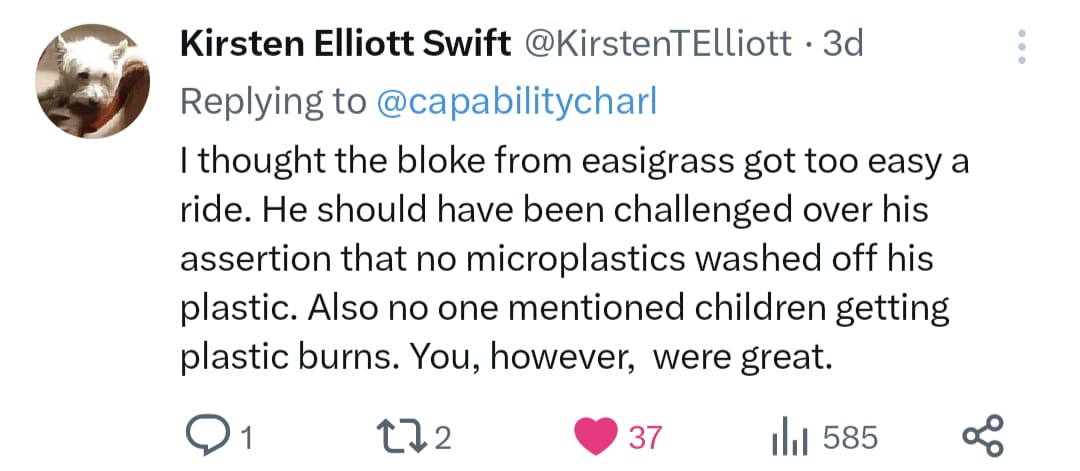 Kirsten Elliott Swift @KirstenTElliott · 3d
Replying to @capabilitycharl
I thought the bloke from easigrass got too easy a
ride. He should have been challenged over his
assertion that no microplastics washed off his
plastic. Also no one mentioned children getting
plastic burns. You, however,  were great.
1 2 37 585